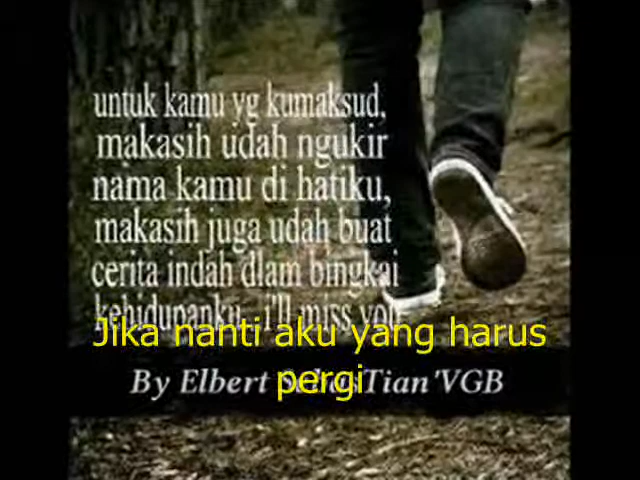 untuk kamu yg kumaksud,
makasih udah ngukir
nama kamu di hatiku,
makasih juga udah buat
cerita indah dlam bingkai
kehidupanku, i'll miss you
Jika nanti aku yang harus
pergi
By Elbert SebasTian'VGB